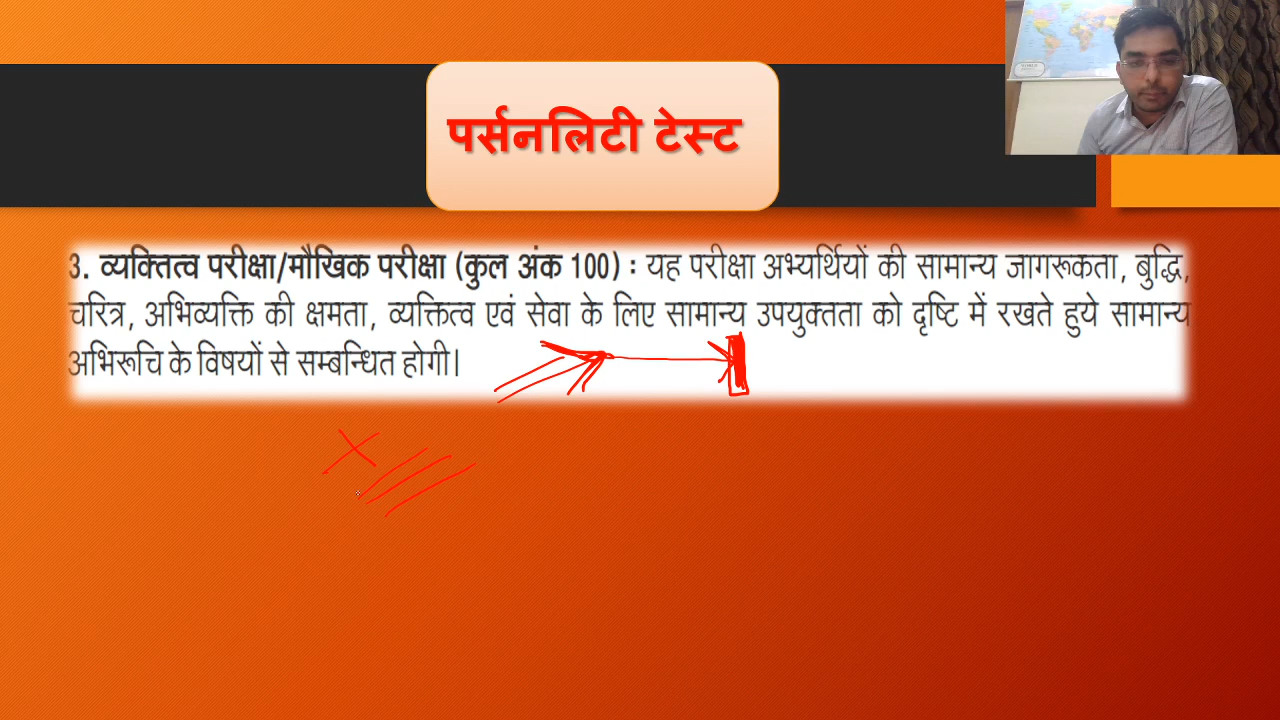 पर्सनलिटी टेस्ट
3. व्यक्तित्व परीक्षा/मौखिक परीक्षा (कुल अंक 100) : यह परीक्षा अभ्यर्थियों की सामान्य जागरूकता, बुद्धि,
चरित्र, अभिव्यक्ति की क्षमता, व्यक्तित्व एवं सेवा के लिए सामान्य उपयुक्तता को दृष्टि में रखते हुये सामान्य
अभिरूचि के विषयों से सम्बन्धित होगी।